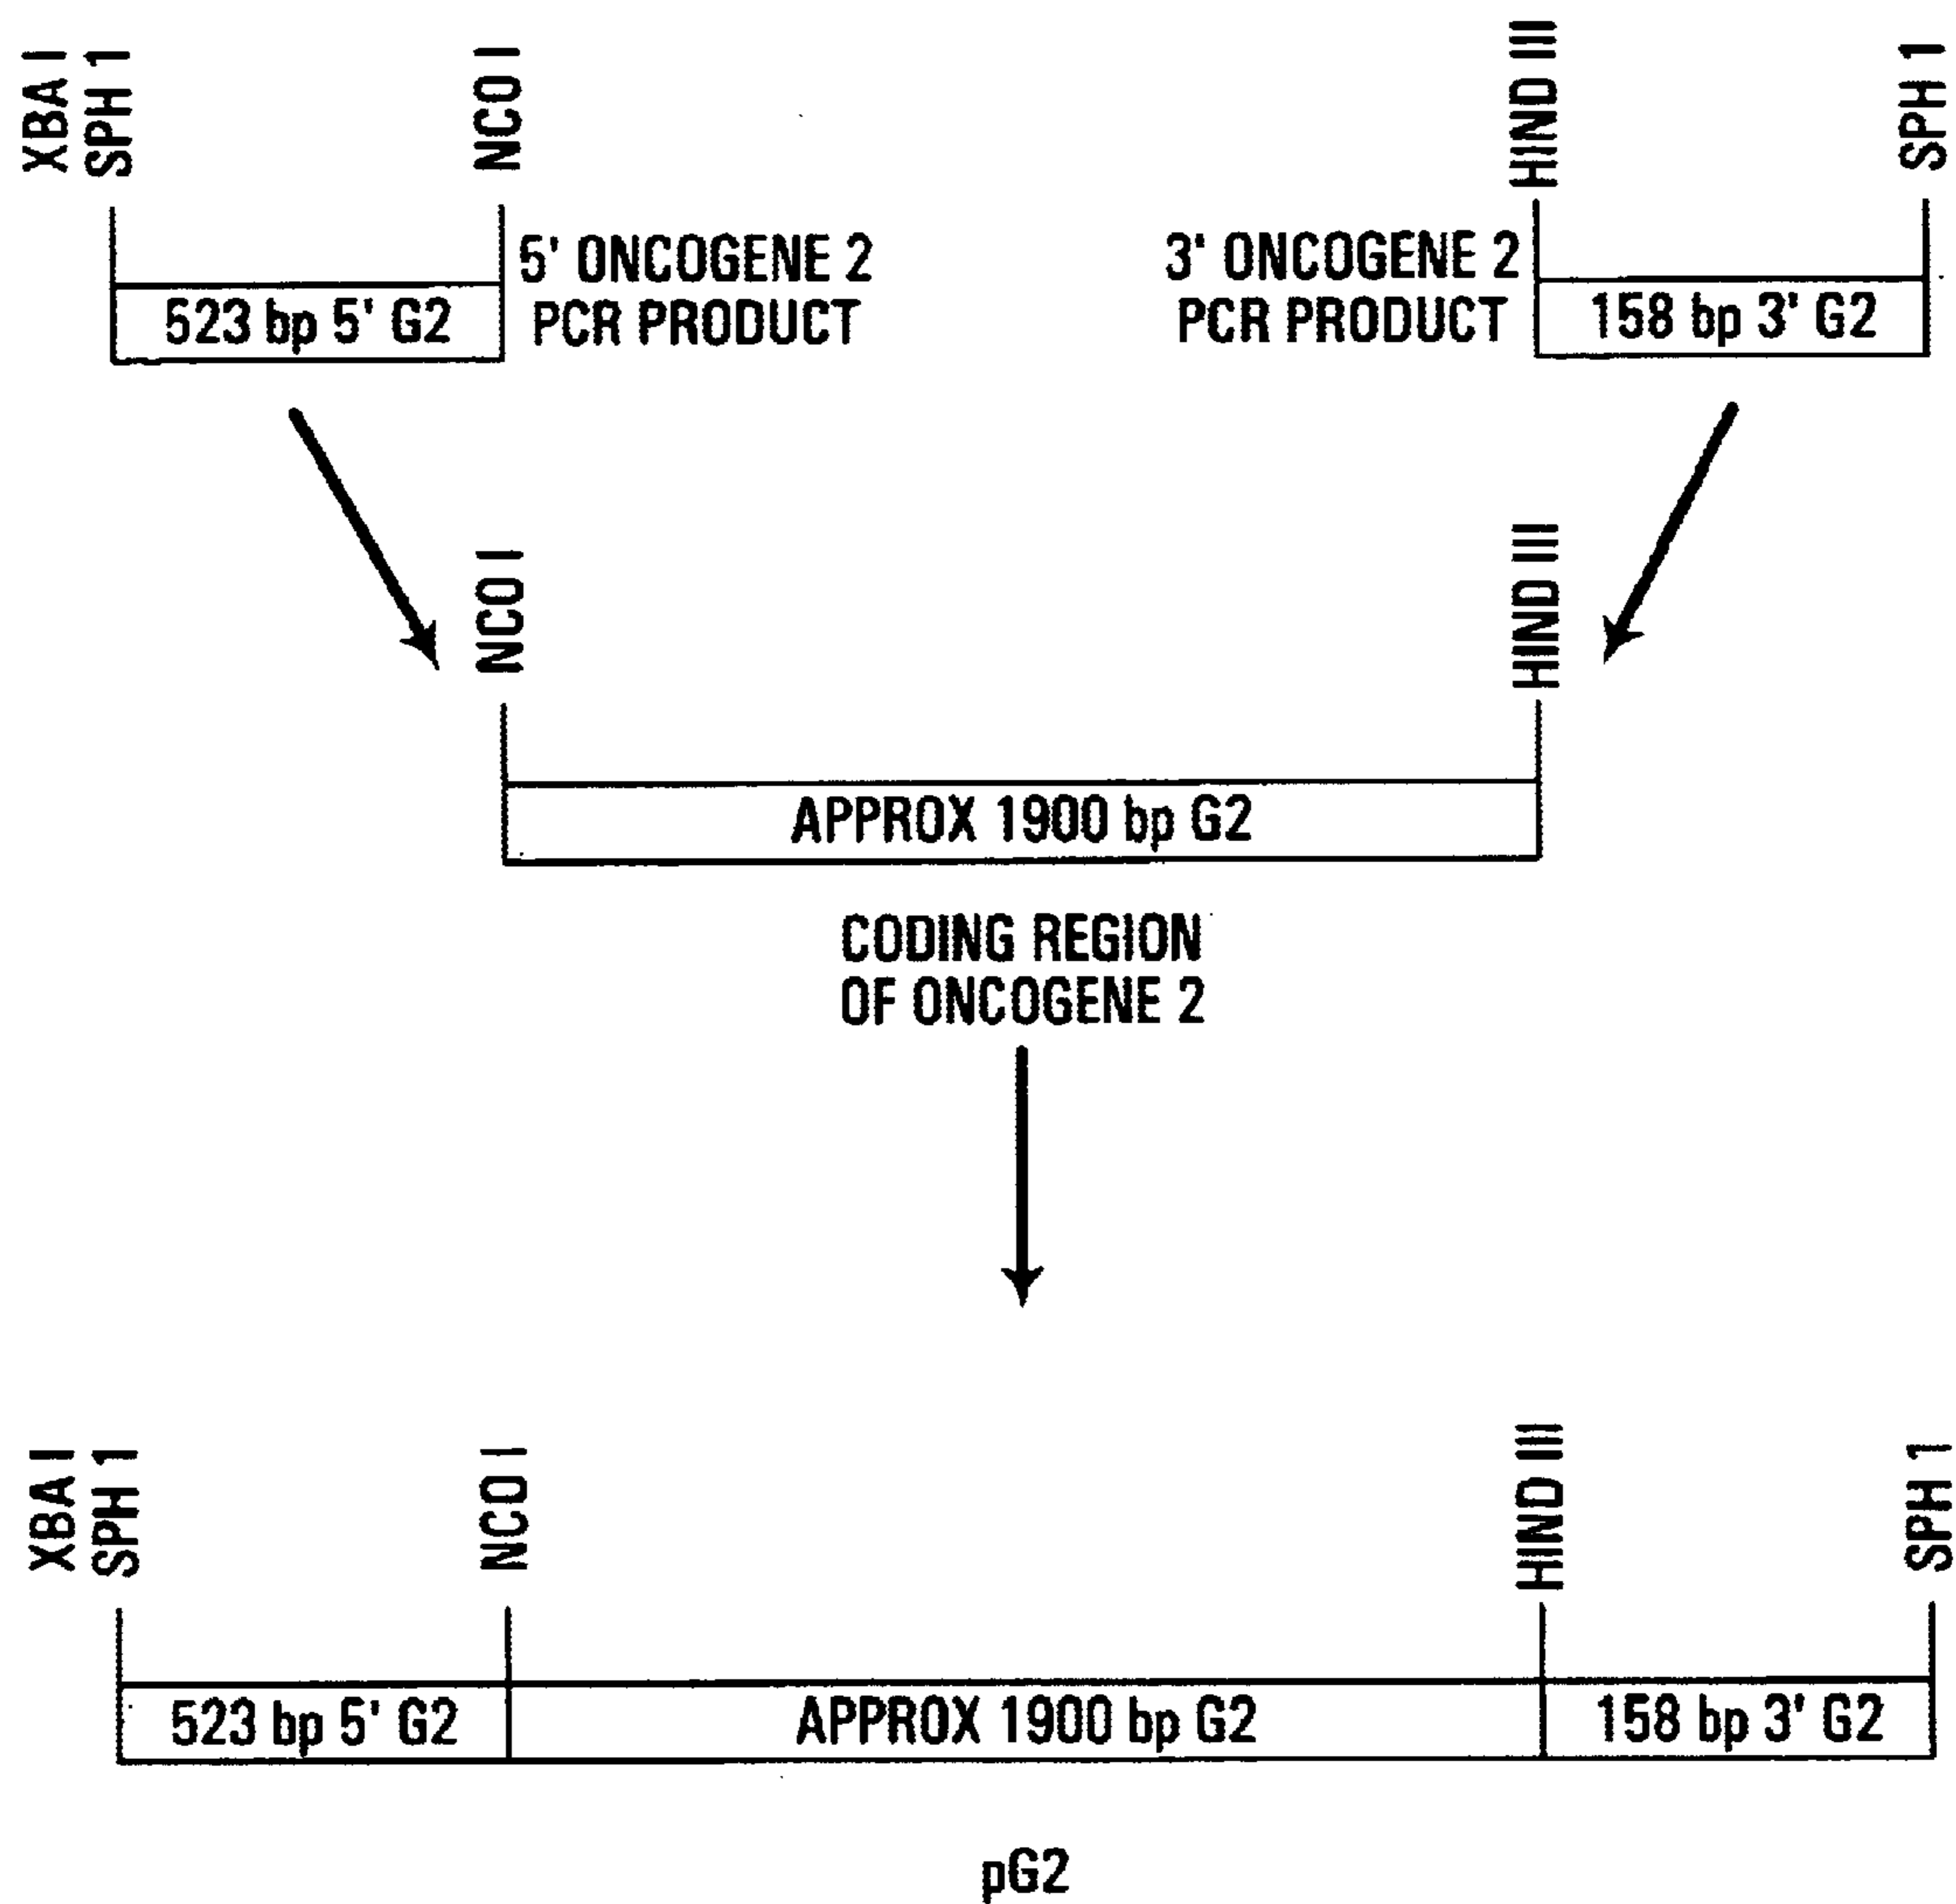 XBA I
SPH 1
NCO I
HIND III
SPH 1
5' ONCOGENE 2
PCR PRODUCT
3' ONCOGENE 2
PCR PRODUCT
523 bp 5' G2
158 bp 3' G2
NCO I
HIND III
APPROX 1900 bp G2
CODING REGION
OF ONCOGENE 2
XBA I
SPH 1
NCO I
HIND III
SPH 1
523 bp 5' G2
APPROX 1900 bp G2
158 bp 3' G2
pG2